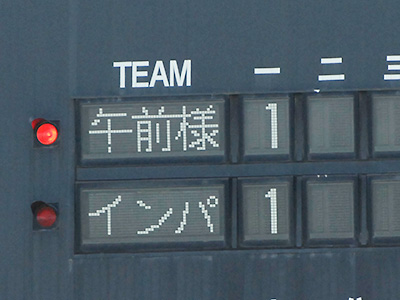 TEAM 一 二 三
午前様 1
インパ 1